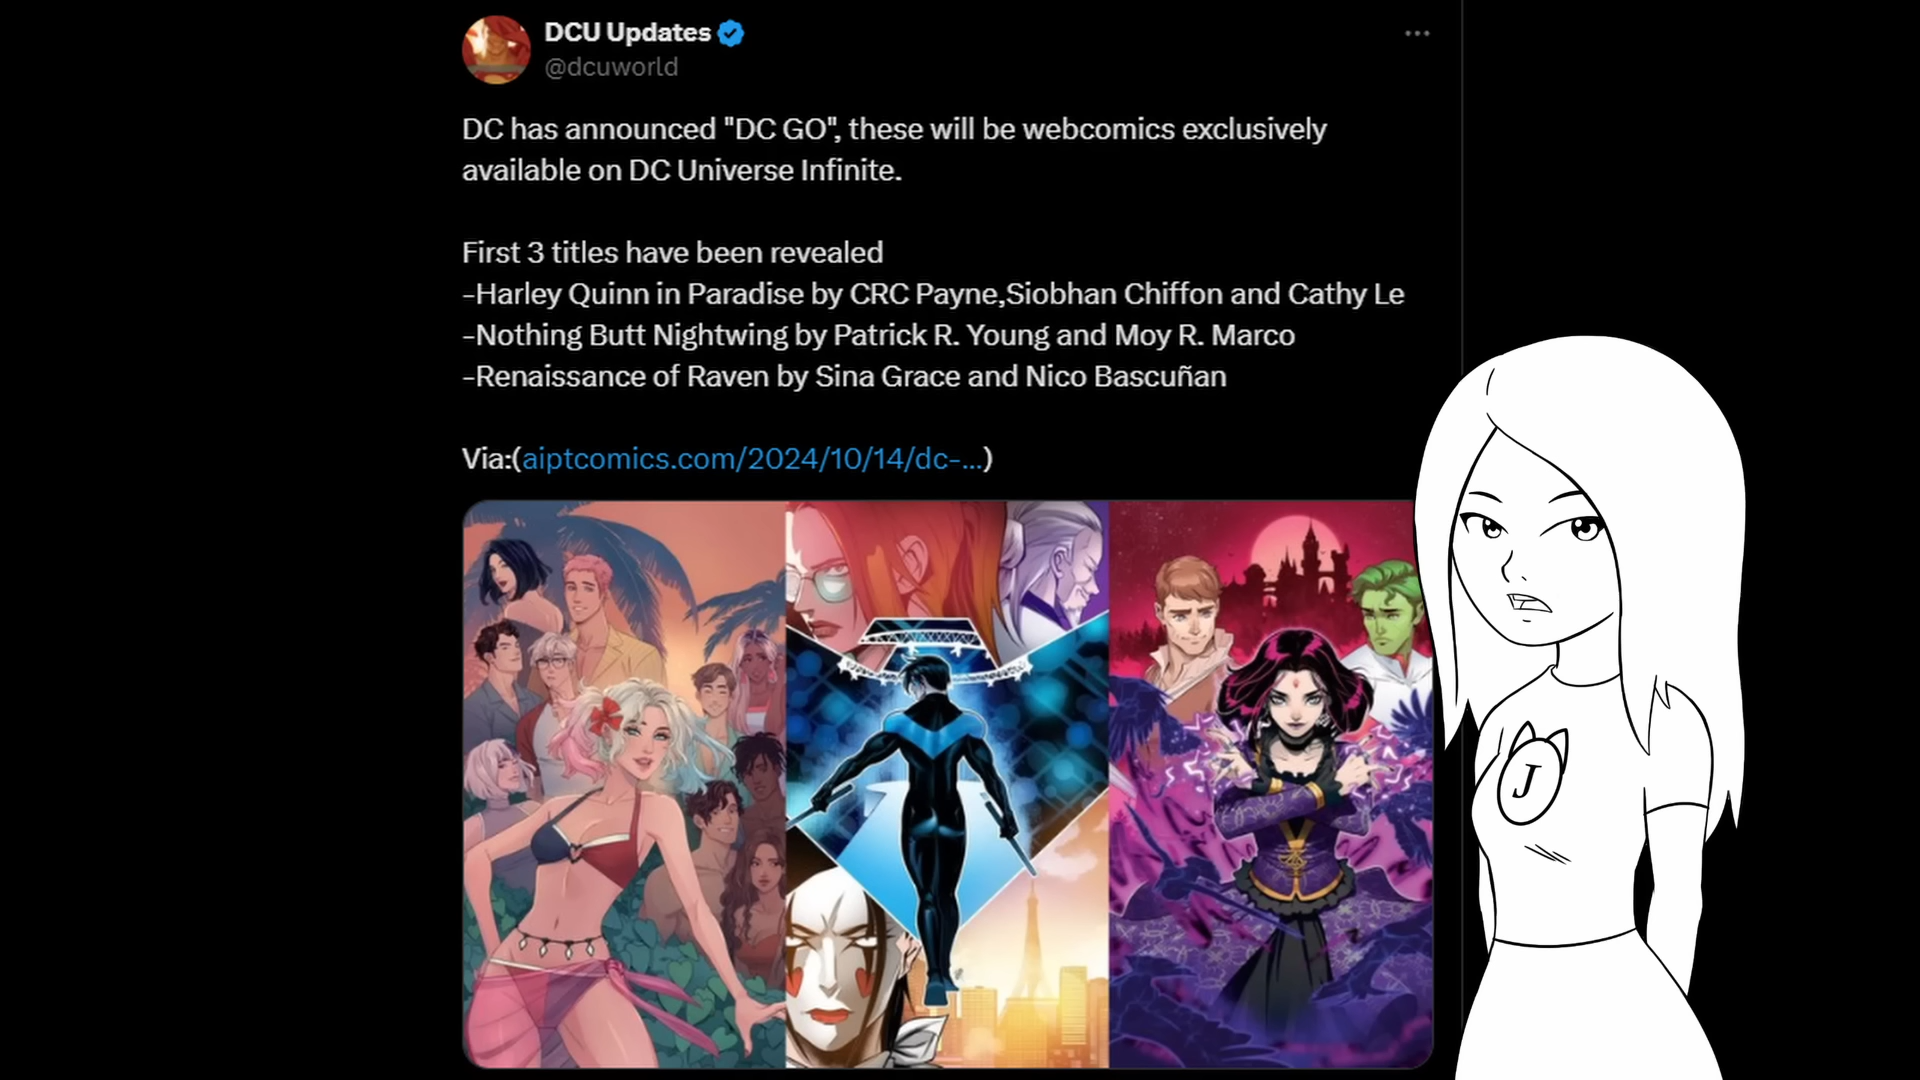 DCU Updates
@dcuworld
DC has announced "DC GO", these will be webcomics exclusively
available on DC Universe Infinite.
First 3 titles have been revealed
-Harley Quinn in Paradise by CRC Payne,Siobhan Chiffon and Cathy Le
-Nothing Butt Nightwing by Patrick R. Young and Moy R. Marco
-Renaissance of Raven by Sina Grace and Nico Bascuñan
Via:(aiptcomics.com/2024/10/14/dc-...)
J